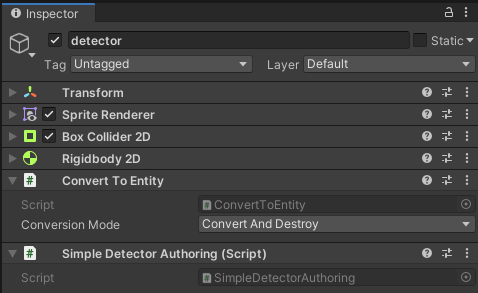 Inspector
detector
Static
Tag Untagged Layer Default
Transform
Sprite Renderer
Box Collider 2D
Rigidbody 2D
# Convert To Entity
Script # ConvertToEntity
Conversion Mode Convert And Destroy
# Simple Detector Authoring (Script)
Script # SimpleDetectorAuthoring